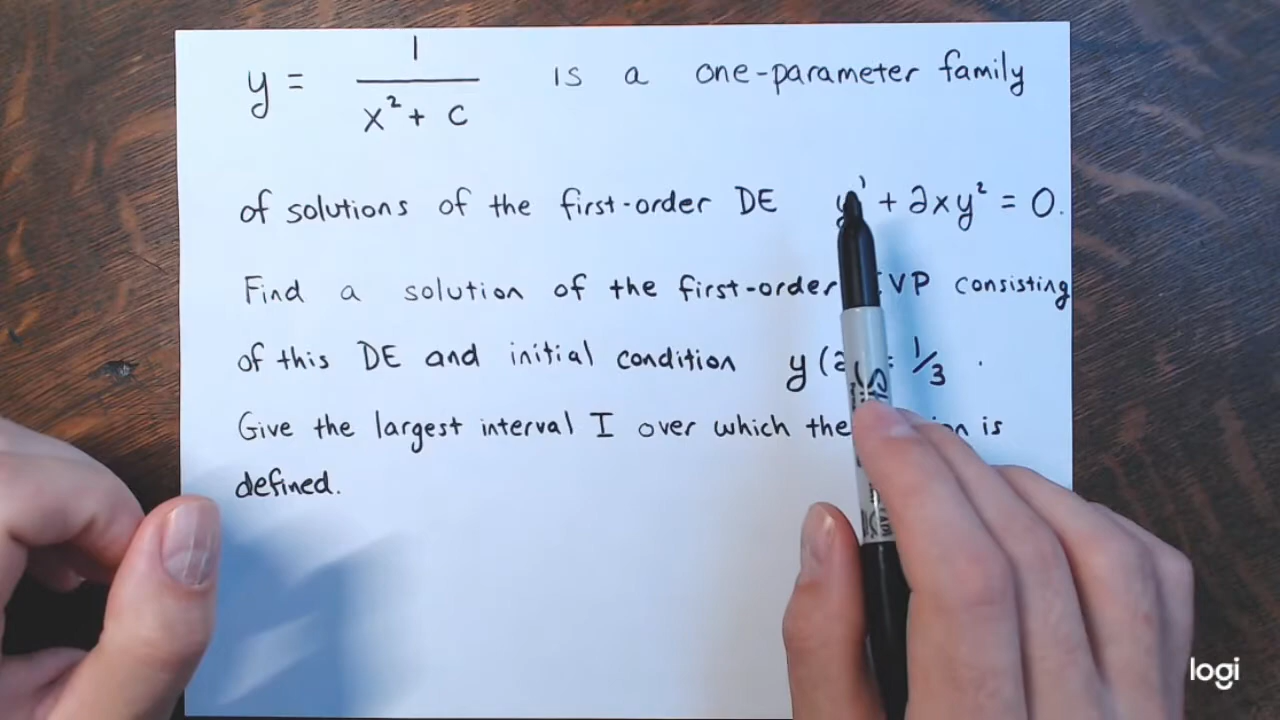 y = 1 / (x² + c) is a one-parameter family
of solutions of the first-order DE y' + 2xy² = 0.
Find a solution of the first-order IVP consisting
of this DE and initial condition y(2 = 1/3 .
Give the largest interval I over which the is
defined.
logi